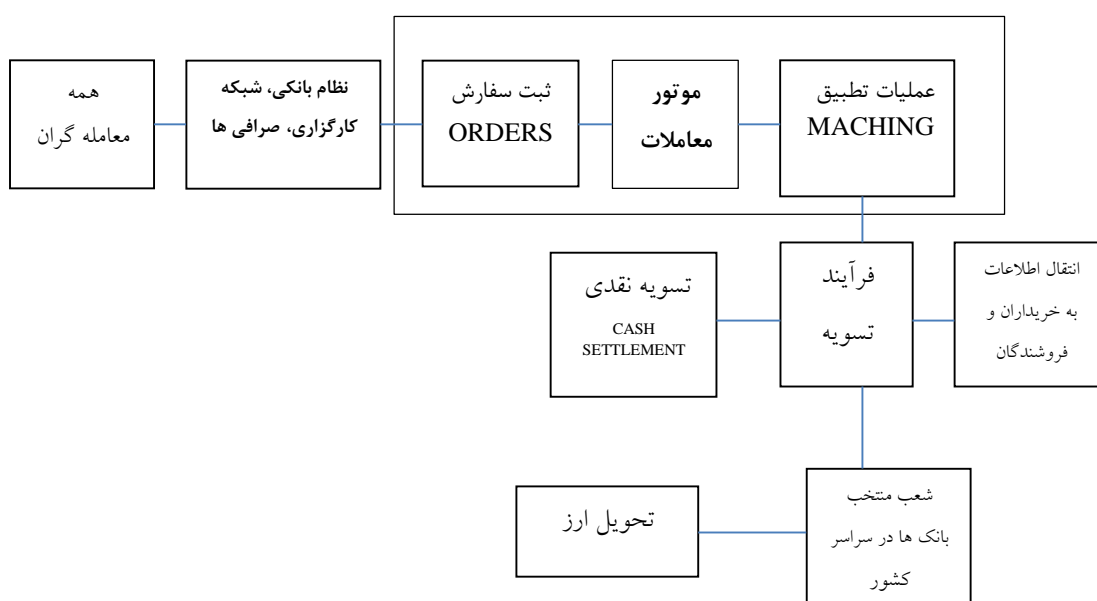 همه
معامله گران
نظام بانکی، شبکه
کارگزاری، صرافی ها
ثبت سفارش
ORDERS
موتور
معاملات
عملیات تطبیق
MACHING
تسویه نقدی
CASH
SETTLEMENT
فرآیند
تسویه
انتقال اطلاعات
به خریداران و
فروشندگان
تحویل ارز
شعب منتخب
بانک ها در سراسر
کشور